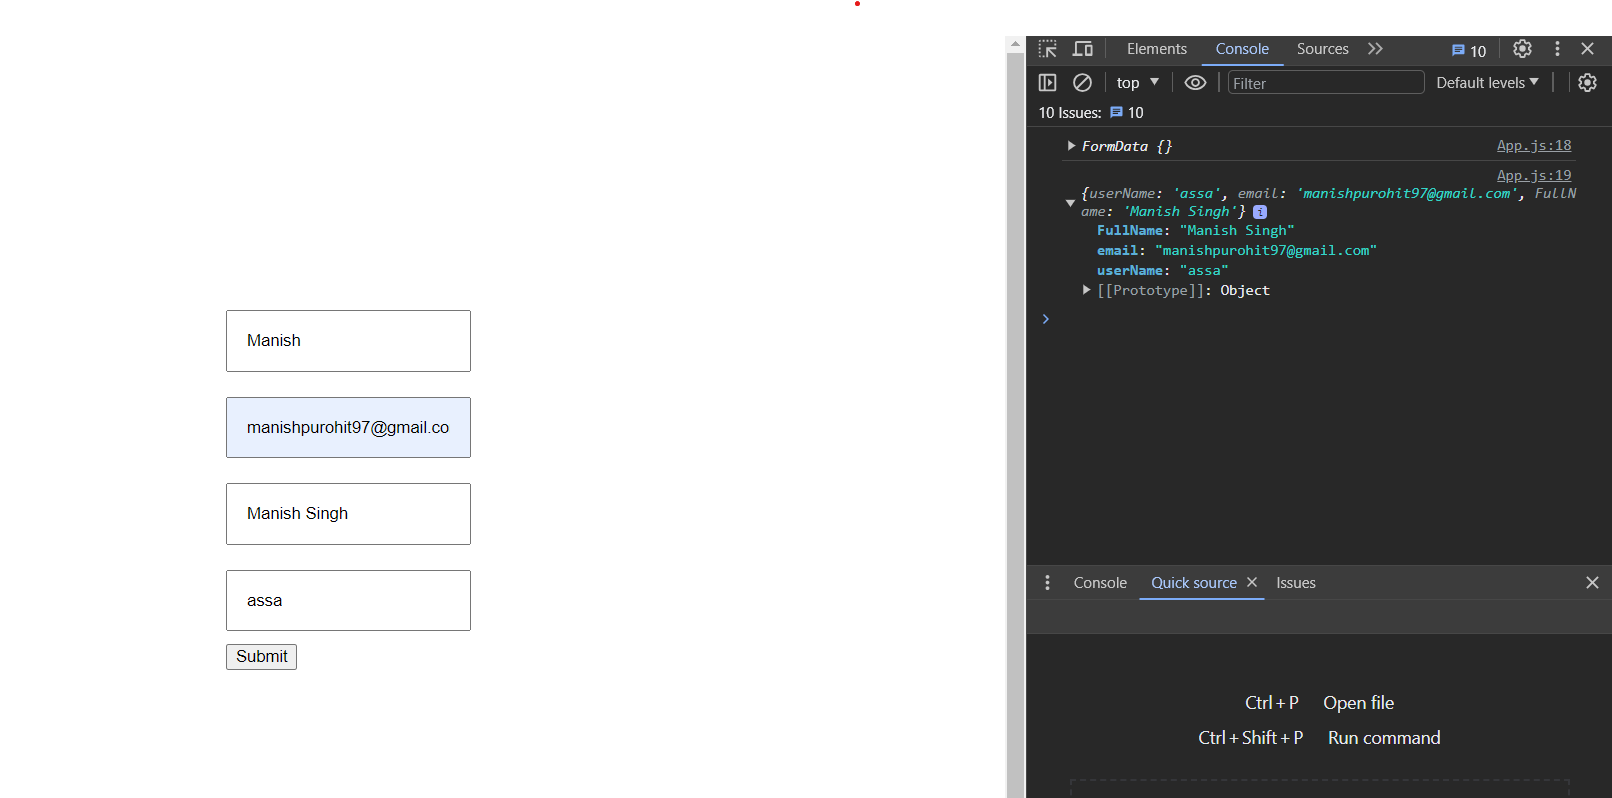 Manish
manishpurohit97@gmail.co
Manish Singh
assa
Submit
Elements Console Sources 10
top Filter Default levels
10 Issues: 10
FormData {} App.js:18
App.js:19
{userName: 'assa', email: 'manishpurohit97@gmail.com', FullN
ame: 'Manish Singh'} i
FullName: "Manish Singh"
email: "manishpurohit97@gmail.com"
userName: "assa"
[[Prototype]]: Object
Console Quick source Issues
Ctrl + P Open file
Ctrl + Shift + P Run command